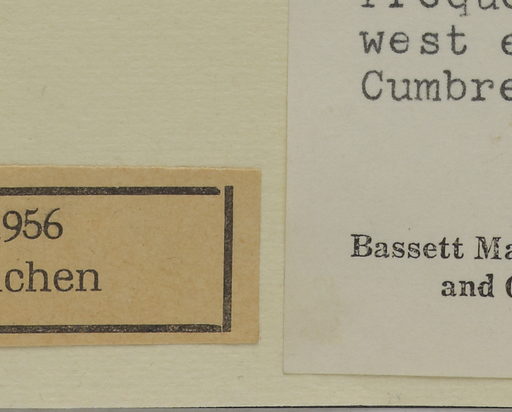 west
Cumbre
956
chen
Bassett Ma
and